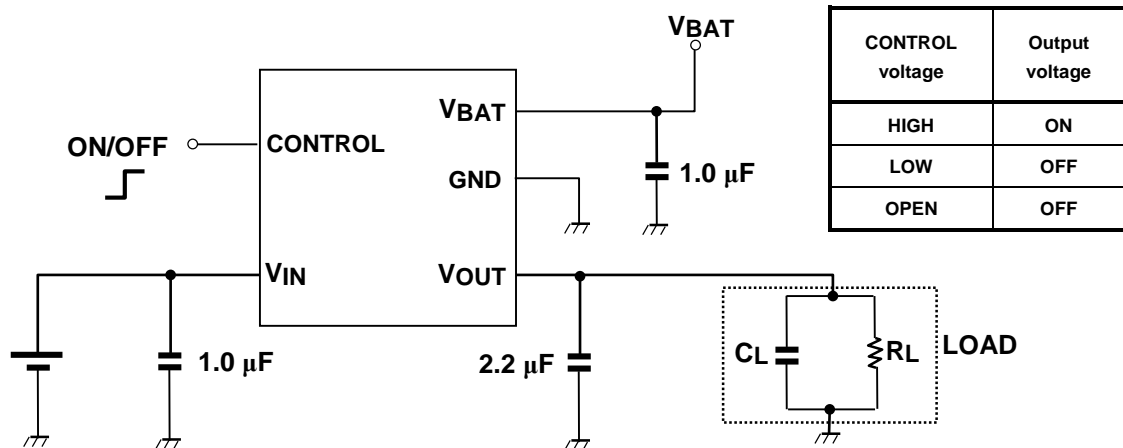 VBAT
CONTROL voltage
Output voltage
HIGH
ON
LOW
OFF
OPEN
OFF
ON/OFF
CONTROL
VBAT
GND
1.0 μF
VIN
VOUT
1.0 μF
2.2 μF
CL
RL
LOAD